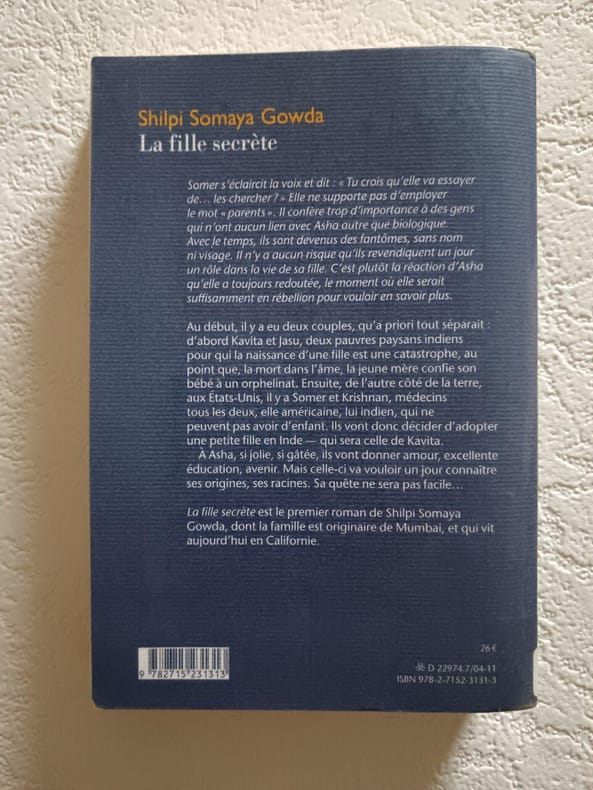 Shilpi Somaya Gowda
La fille secrète
Somer s'éclaircit la voix et dit : « Tu crois qu'elle va essayer
de... les chercher ? » Elle ne supporte pas d'employer
le mot « parents ». Il confère trop d'importance à des gens
qui n'ont aucun lien avec Asha autre que biologique.
Avec le temps, ils sont devenus des fantômes, sans nom
ni visage. Il n'y a aucun risque qu'ils revendiquent un jour
un rôle dans la vie de sa fille. C'est plutôt la réaction d'Asha
qu'elle a toujours redoutée, le moment où elle serait
suffisamment en rébellion pour vouloir en savoir plus.
Au début, il y a eu deux couples, qu'a priori tout séparait :
d'abord Kavita et Jasu, deux pauvres paysans indiens
pour qui la naissance d'une fille est une catastrophe, au
point que, la mort dans l'âme, la jeune mère confie son
bébé à un orphelinat. Ensuite, de l'autre côté de la terre,
aux États-Unis, il y a Somer et Krishnan, médecins
tous les deux, elle américaine, lui indien, qui ne
peuvent pas avoir d'enfant. Ils vont donc décider d'adopter
une petite fille en Inde — qui sera celle de Kavita.
À Asha, si jolie, si gâtée, ils vont donner amour, excellente
éducation, avenir. Mais celle-ci va vouloir un jour connaître
ses origines, ses racines. Sa quête ne sera pas facile...
La fille secrète est le premier roman de Shilpi Somaya
Gowda, dont la famille est originaire de Mumbai, et qui vit
aujourd'hui en Californie.
26 €
D 22974.7/04-11
ISBN 978-2-7152-3131-3
9 782715 231313